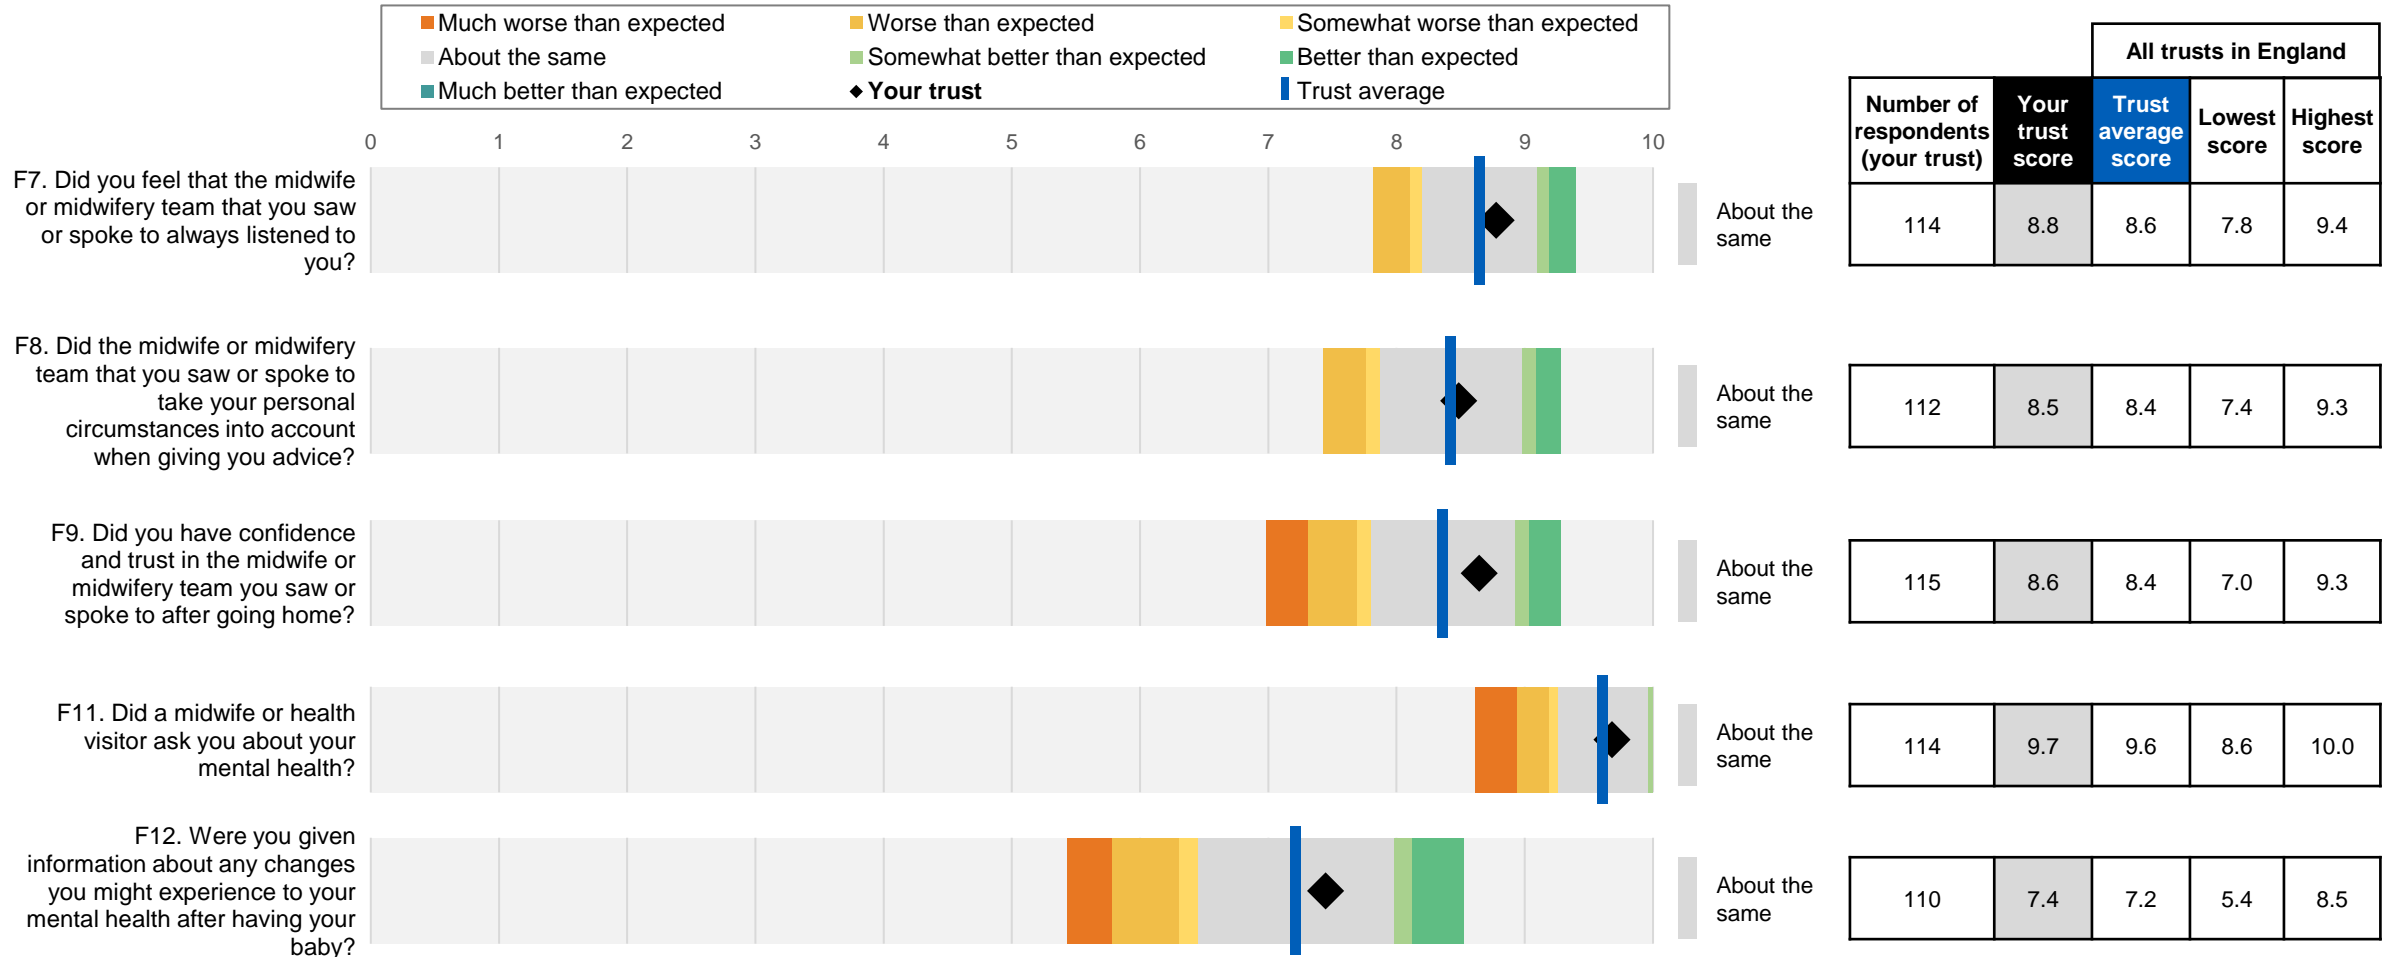 Much worse than expected
Worse than expected
Somewhat worse than expected
About the same
Somewhat better than expected
Better than expected
Much better than expected
Your trust
Trust average
All trusts in England
Number of
respondents
(your trust)
Your
trust
score
Trust
average
score
Lowest
score
Highest
score
0 1 2 3 4 5 6 7 8 9 10
F7. Did you feel that the midwife
or midwifery team that you saw
or spoke to always listened to
you?
About the
same
114 8.8 8.6 7.8 9.4
F8. Did the midwife or midwifery
team that you saw or spoke to
take your personal
circumstances into account
when giving you advice?
About the
same
112 8.5 8.4 7.4 9.3
F9. Did you have confidence
and trust in the midwife or
midwifery team you saw or
spoke to after going home?
About the
same
115 8.6 8.4 7.0 9.3
F11. Did a midwife or health
visitor ask you about your
mental health?
About the
same
114 9.7 9.6 8.6 10.0
F12. Were you given
information about any changes
you might experience to your
mental health after having your
baby?
About the
same
110 7.4 7.2 5.4 8.5